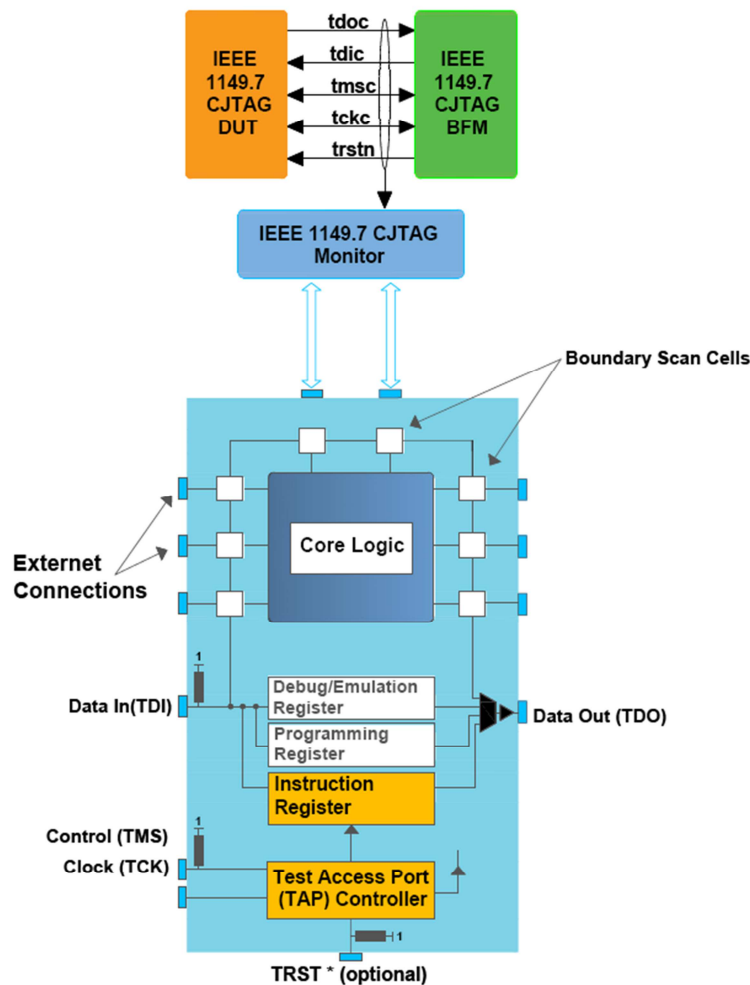 tdoc
tdic
tmsc
tckc
trstn
IEEE
1149.7
CJTAG
DUT
IEEE
1149.7
CJTAG
BFM
IEEE 1149.7 CJTAG
Monitor
Boundary Scan Cells
Core Logic
Externet
Connections
1
Data In(TDI)
Debug/Emulation
Register
Programming
Register
Data Out (TDO)
Instruction
Register
Control (TMS)
1
Clock (TCK)
Test Access Port
(TAP) Controller
1
TRST * (optional)